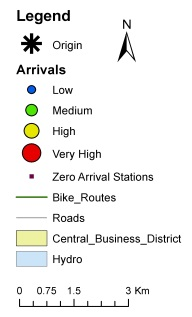 Legend
N
Origin
Arrivals
Low
Medium
High
Very High
Zero Arrival Stations
Bike_Routes
Roads
Central_Business_District
Hydro
0 0.75 1.5 3 Km